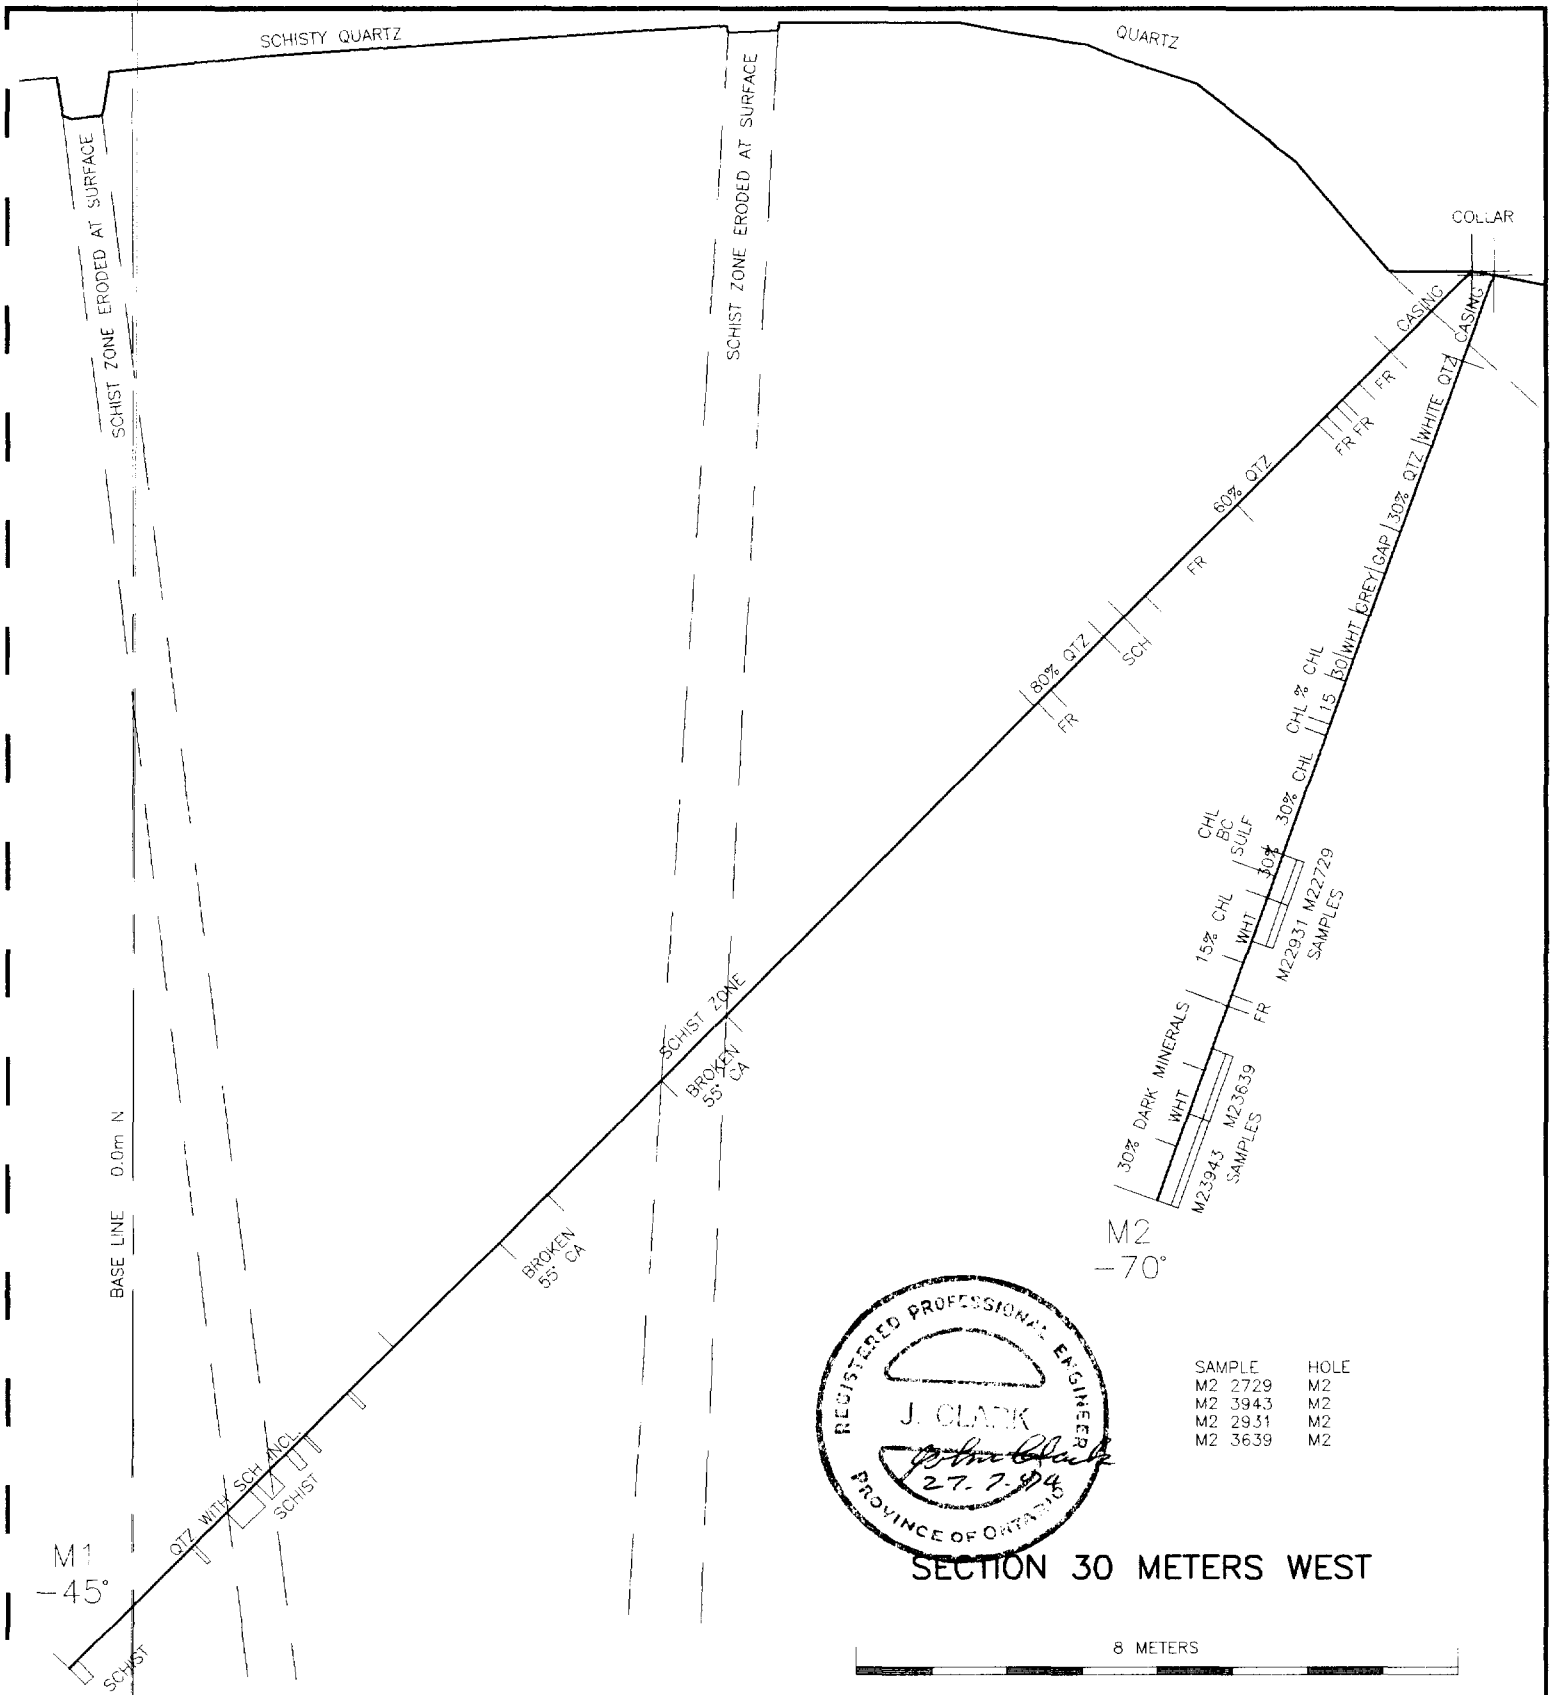 SCHISTY QUARTZ
QUARTZ
SCHIST ZONE ERODED AT SURFACE
SCHIST ZONE ERODED AT SURFACE
COLLAR
CASING
CASING
FR
FR FR
60% QTZ
FR
SCH
80% QTZ
FR
SCHIST ZONE
BROKEN
55° CA
BROKEN
55° CA
BASE LINE 0.0m N
QTZ WITH SCH INCL.
SCHIST
SCHIST
M1
-45°
WHITE QTZ
30% QTZ
GAP
GREY
WHT
30
15
CHL % CHL
30% CHL
30%
CHL
BC
SULF
M22931 M22729
SAMPLES
15% CHL
WHT
FR
30% DARK MINERALS
WHT
M23943 M23639
SAMPLES
M2
-70°
REGISTERED PROFESSIONAL ENGINEER
J. CLARK
John Clark
27. 7. 94
PROVINCE OF ONTARIO
SAMPLE HOLE
M2 2729 M2
M2 3943 M2
M2 2931 M2
M2 3639 M2
SECTION 30 METERS WEST
8 METERS